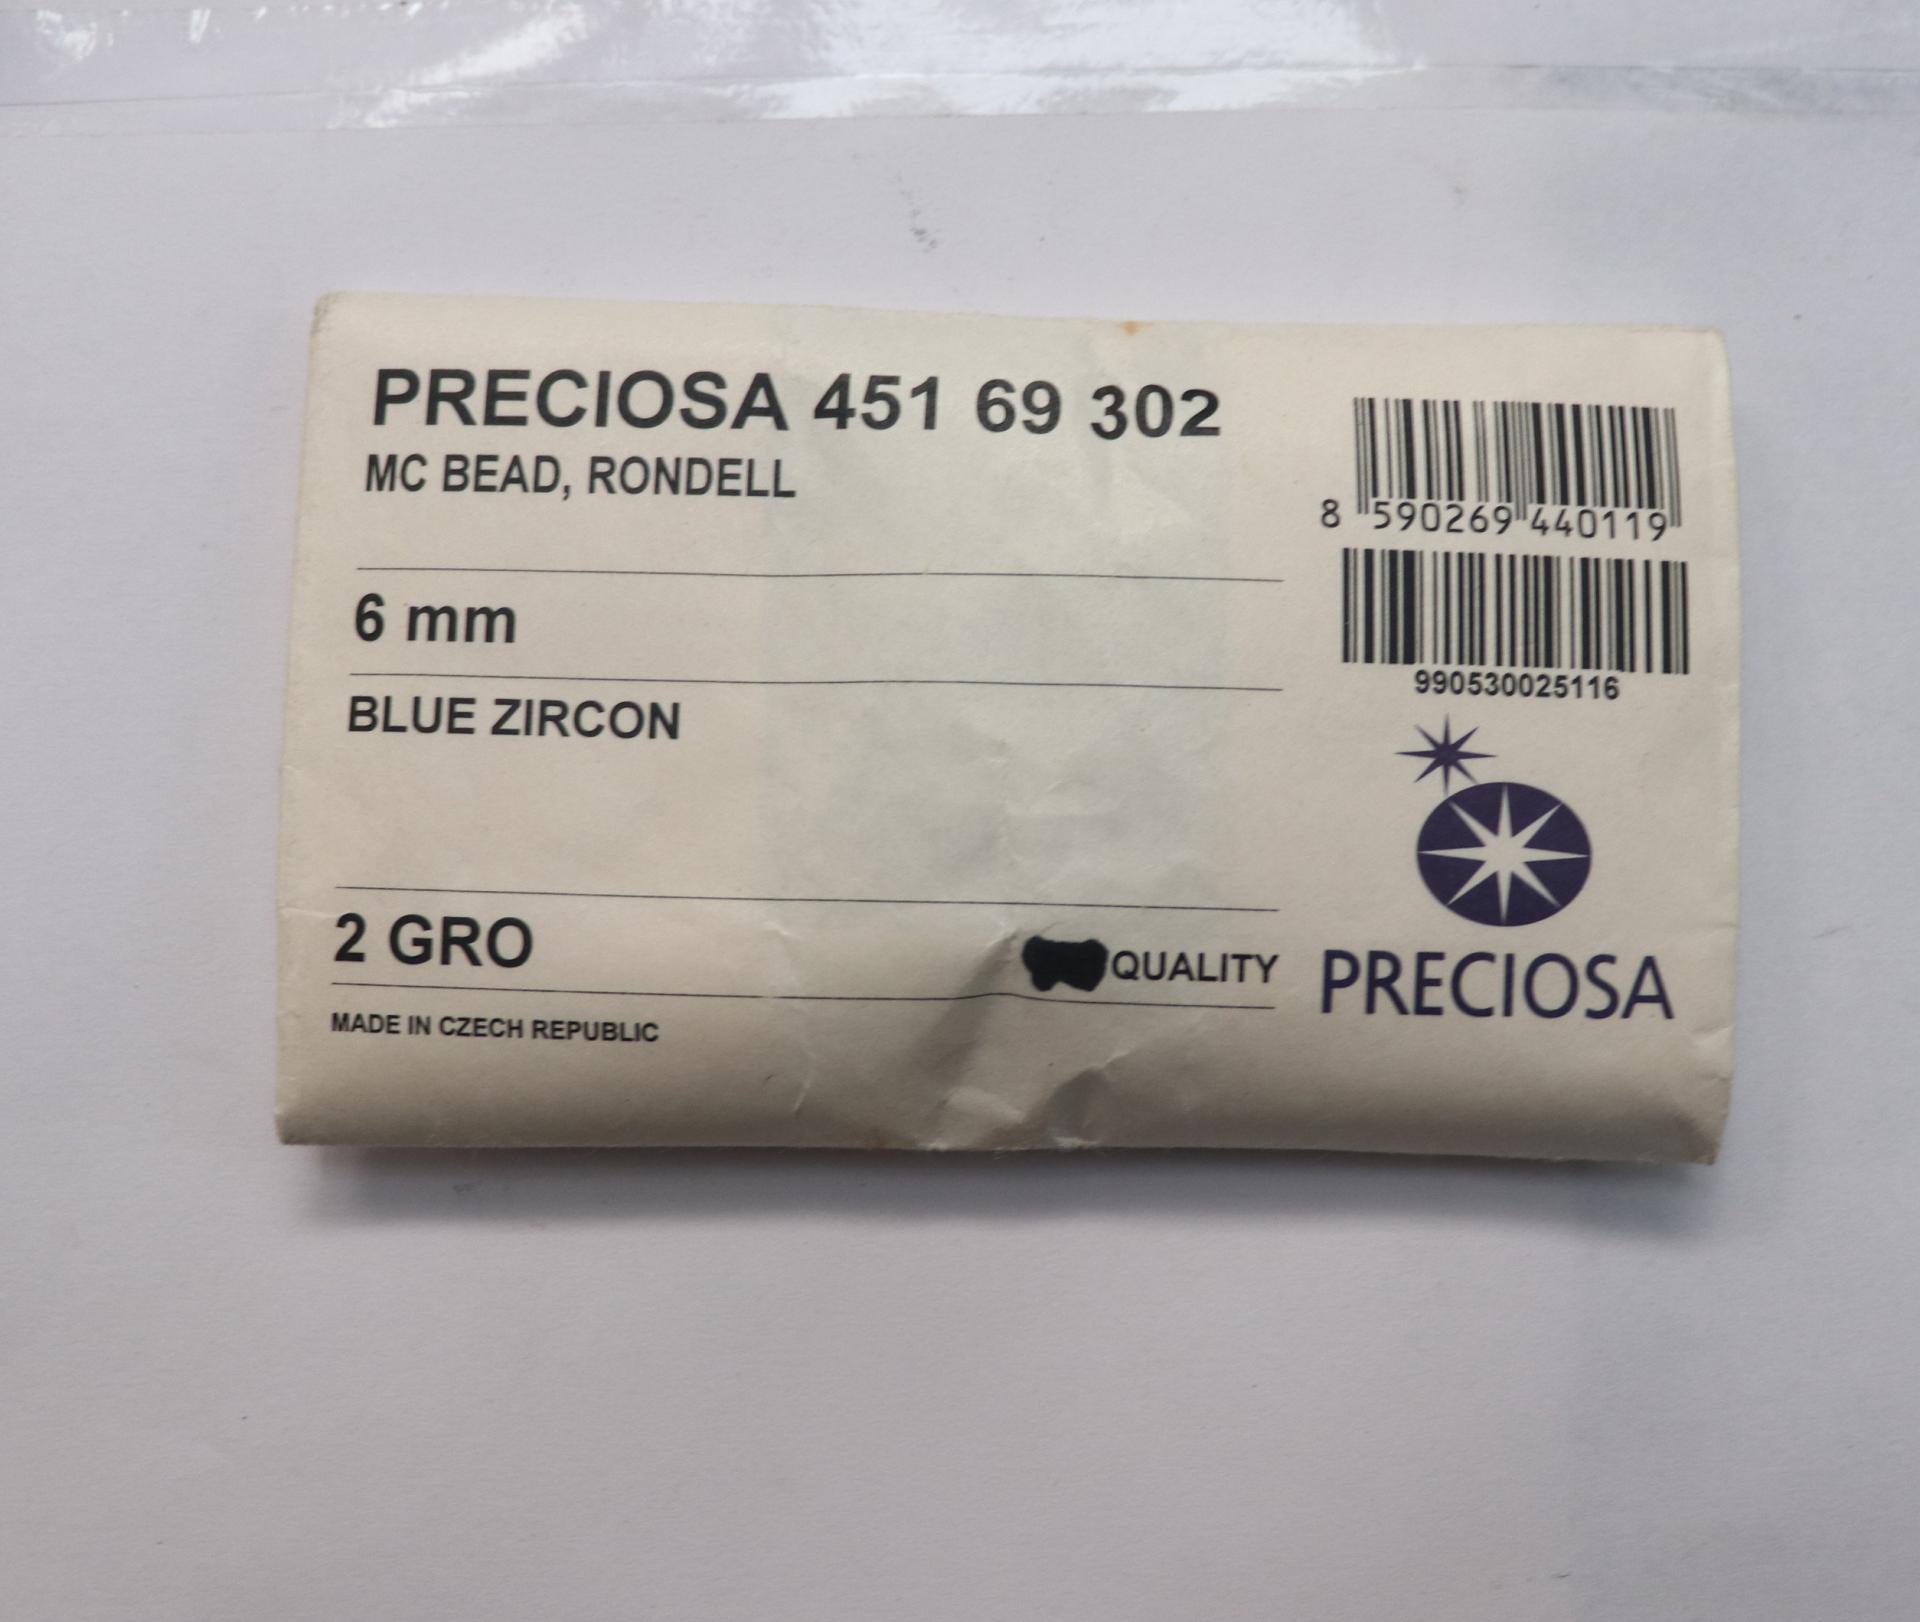 PRECIOSA 451 69 302
MC BEAD, RONDELL
6 mm
BLUE ZIRCON
2 GRO
QUALITY
MADE IN CZECH REPUBLIC
8 590269 440119
990530025116
PRECIOSA